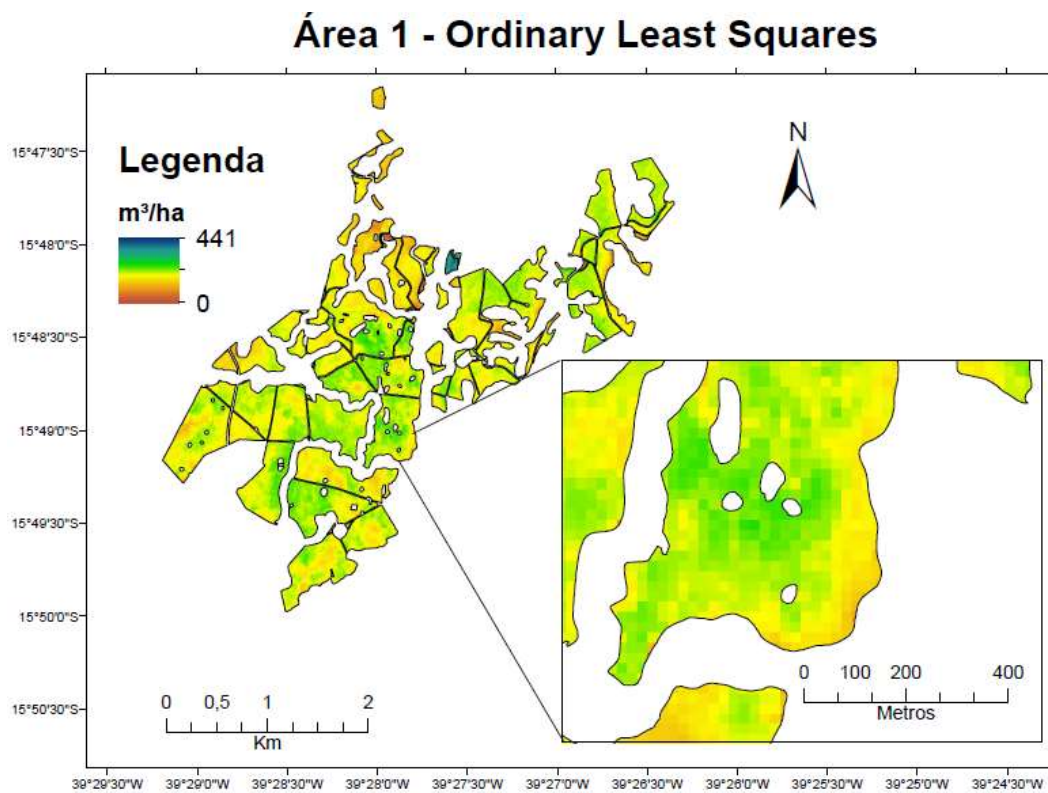 Área 1 - Ordinary Least Squares
N
Legenda
m³/ha
441
0
15°47'30"S
15°48'0"S
15°48'30"S
15°49'0"S
15°49'30"S
15°50'0"S
15°50'30"S
0 0,5 1 2
Km
0 100 200 400
Metros
39°29'30"W 39°29'0"W 39°28'30"W 39°28'0"W 39°27'30"W 39°27'0"W 39°26'30"W 39°26'0"W 39°25'30"W 39°25'0"W 39°24'30"W